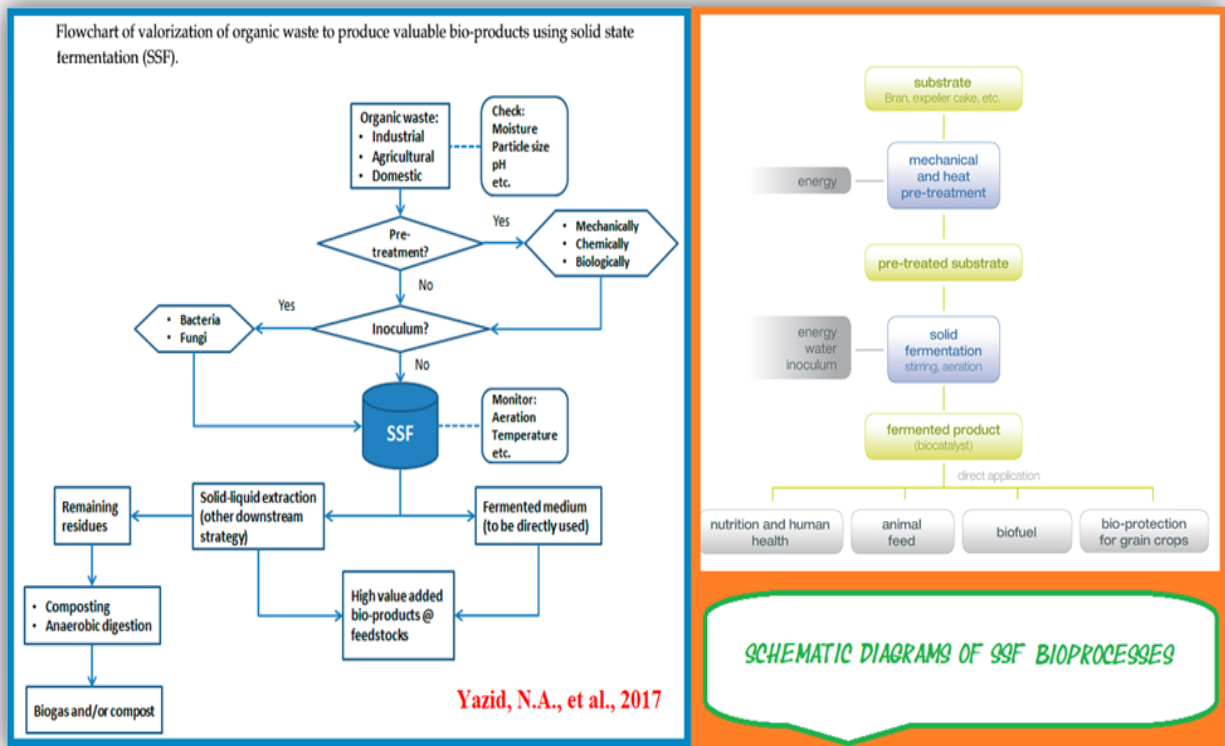 Flowchart of valorization of organic waste to produce valuable bio-products using solid state
fermentation (SSF).
Organic waste:
• Industrial
• Agricultural
• Domestic
Check:
Moisture
Particle size
pH
etc.
Pre-
treatment?
Yes
• Mechanically
• Chemically
• Biologically
No
Inoculum?
Yes
• Bacteria
• Fungi
No
SSF
Monitor:
Aeration
Temperature
etc.
Remaining
residues
Solid-liquid extraction
(other downstream
strategy)
Fermented medium
(to be directly used)
• Composting
• Anaerobic digestion
High value added
bio-products @
feedstocks
Biogas and/or compost
Yazid, N.A., et al., 2017
substrate
Bran, expelier cake, etc.
energy
mechanical
and heat
pre-treatment
pre-treated substrate
energy
water
inoculum
solid
fermentation
stirring, aeration
fermented product
(biocatalyst)
direct application
nutrition and human
health
animal
feed
biofuel
bio-protection
for grain crops
SCHEMATIC DIAGRAMS OF SSF BIOPROCESSES